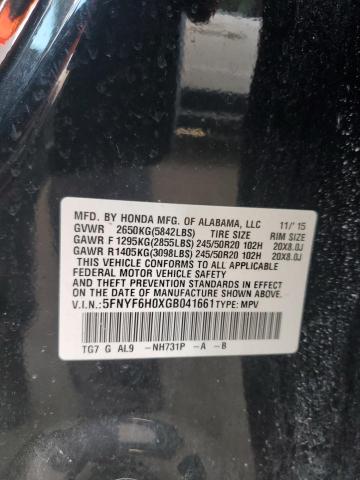 MFD. BY HONDA MFG. OF ALABAMA, LLC 11/'15
GVWR 2650KG(5842LBS) TIRE SIZE RIM SIZE
GAWR F 1295KG(2855LBS) 245/50R20 102H 20X8.0J
GAWR R 1405KG(3098LBS) 245/50R20 102H 20X8.0J
THIS VEHICLE CONFORMS TO ALL APPLICABLE
FEDERAL MOTOR VEHICLE SAFETY
AND THEFT PREVENTION STANDARDS IN EFFECT
ON THE DATE OF MANUFACTURE SHOWN ABOVE.
V.I.N.: 5FNYF6H0XGB041661 TYPE: MPV
TG7 G AL9 -NH731P -A -B